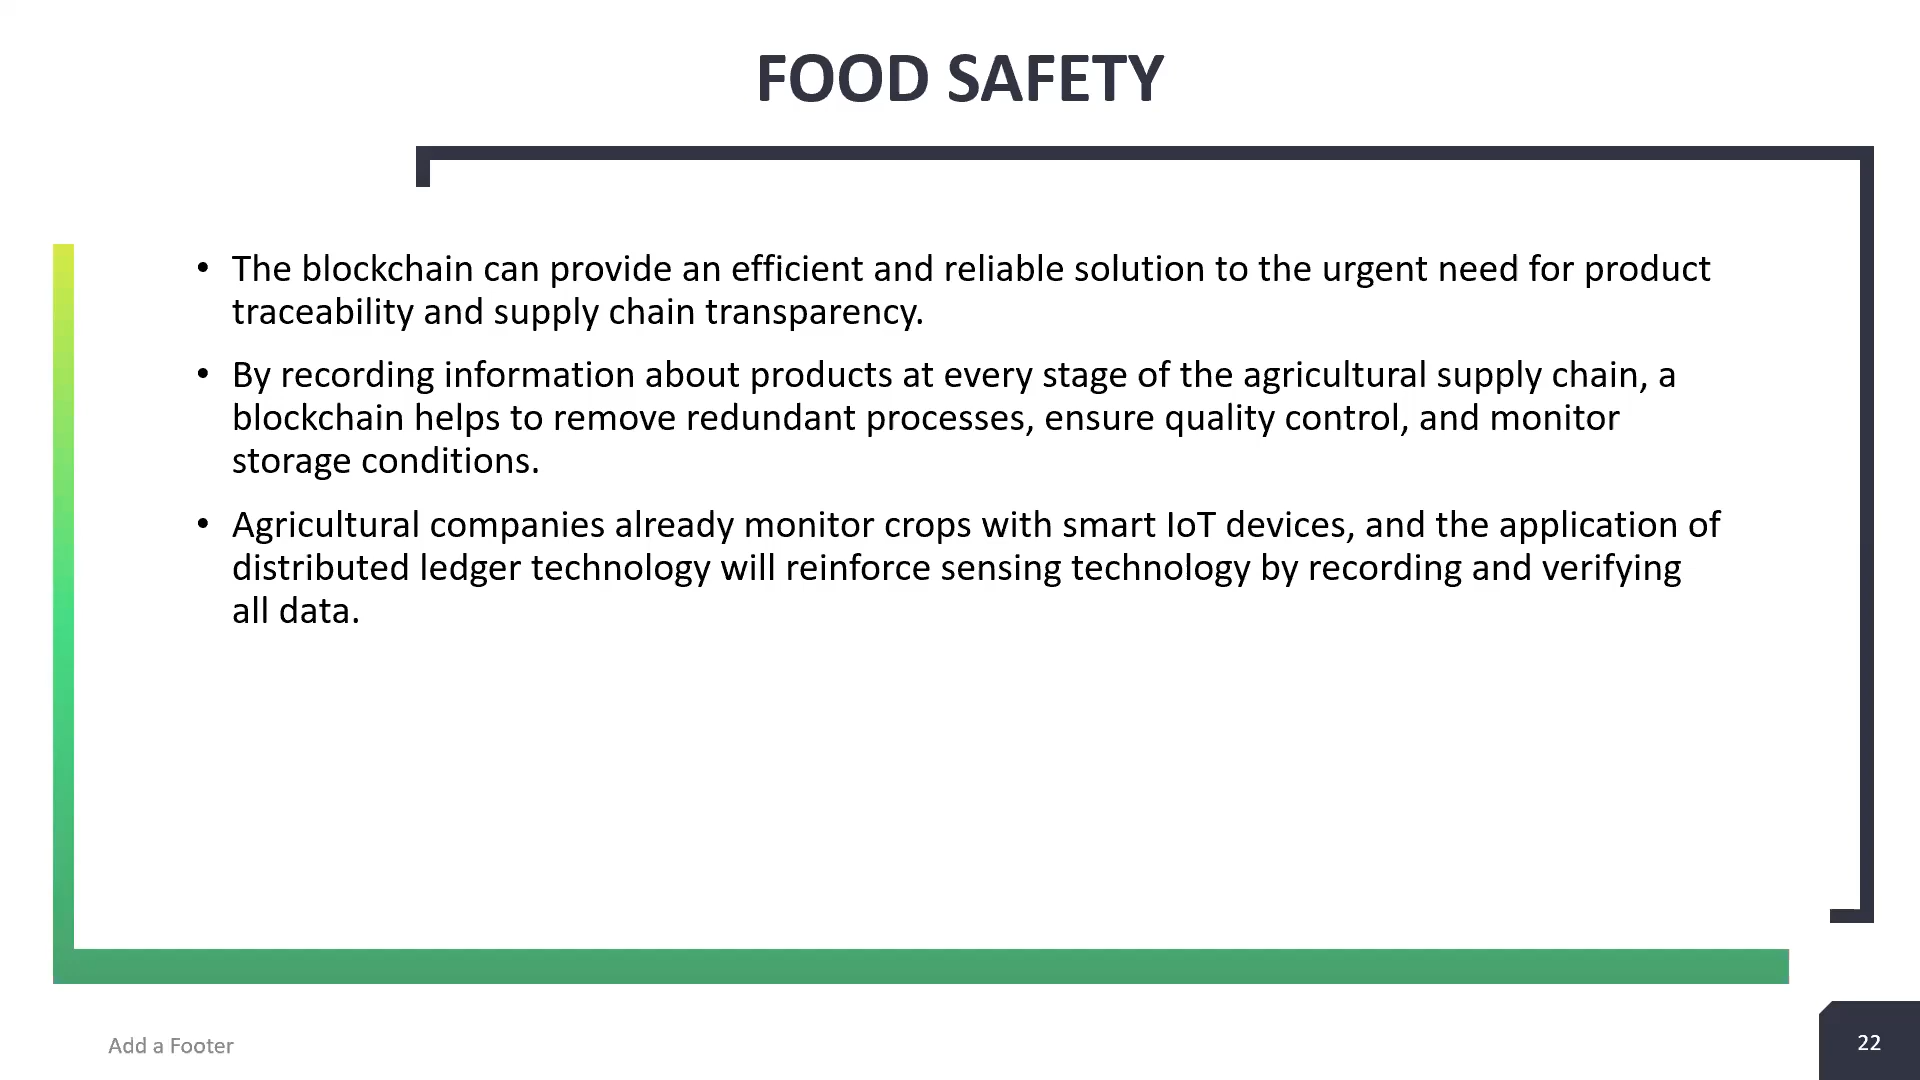 FOOD SAFETY
• The blockchain can provide an efficient and reliable solution to the urgent need for product
traceability and supply chain transparency.
• By recording information about products at every stage of the agricultural supply chain, a
blockchain helps to remove redundant processes, ensure quality control, and monitor
storage conditions.
• Agricultural companies already monitor crops with smart IoT devices, and the application of
distributed ledger technology will reinforce sensing technology by recording and verifying
all data.
Add a Footer
22